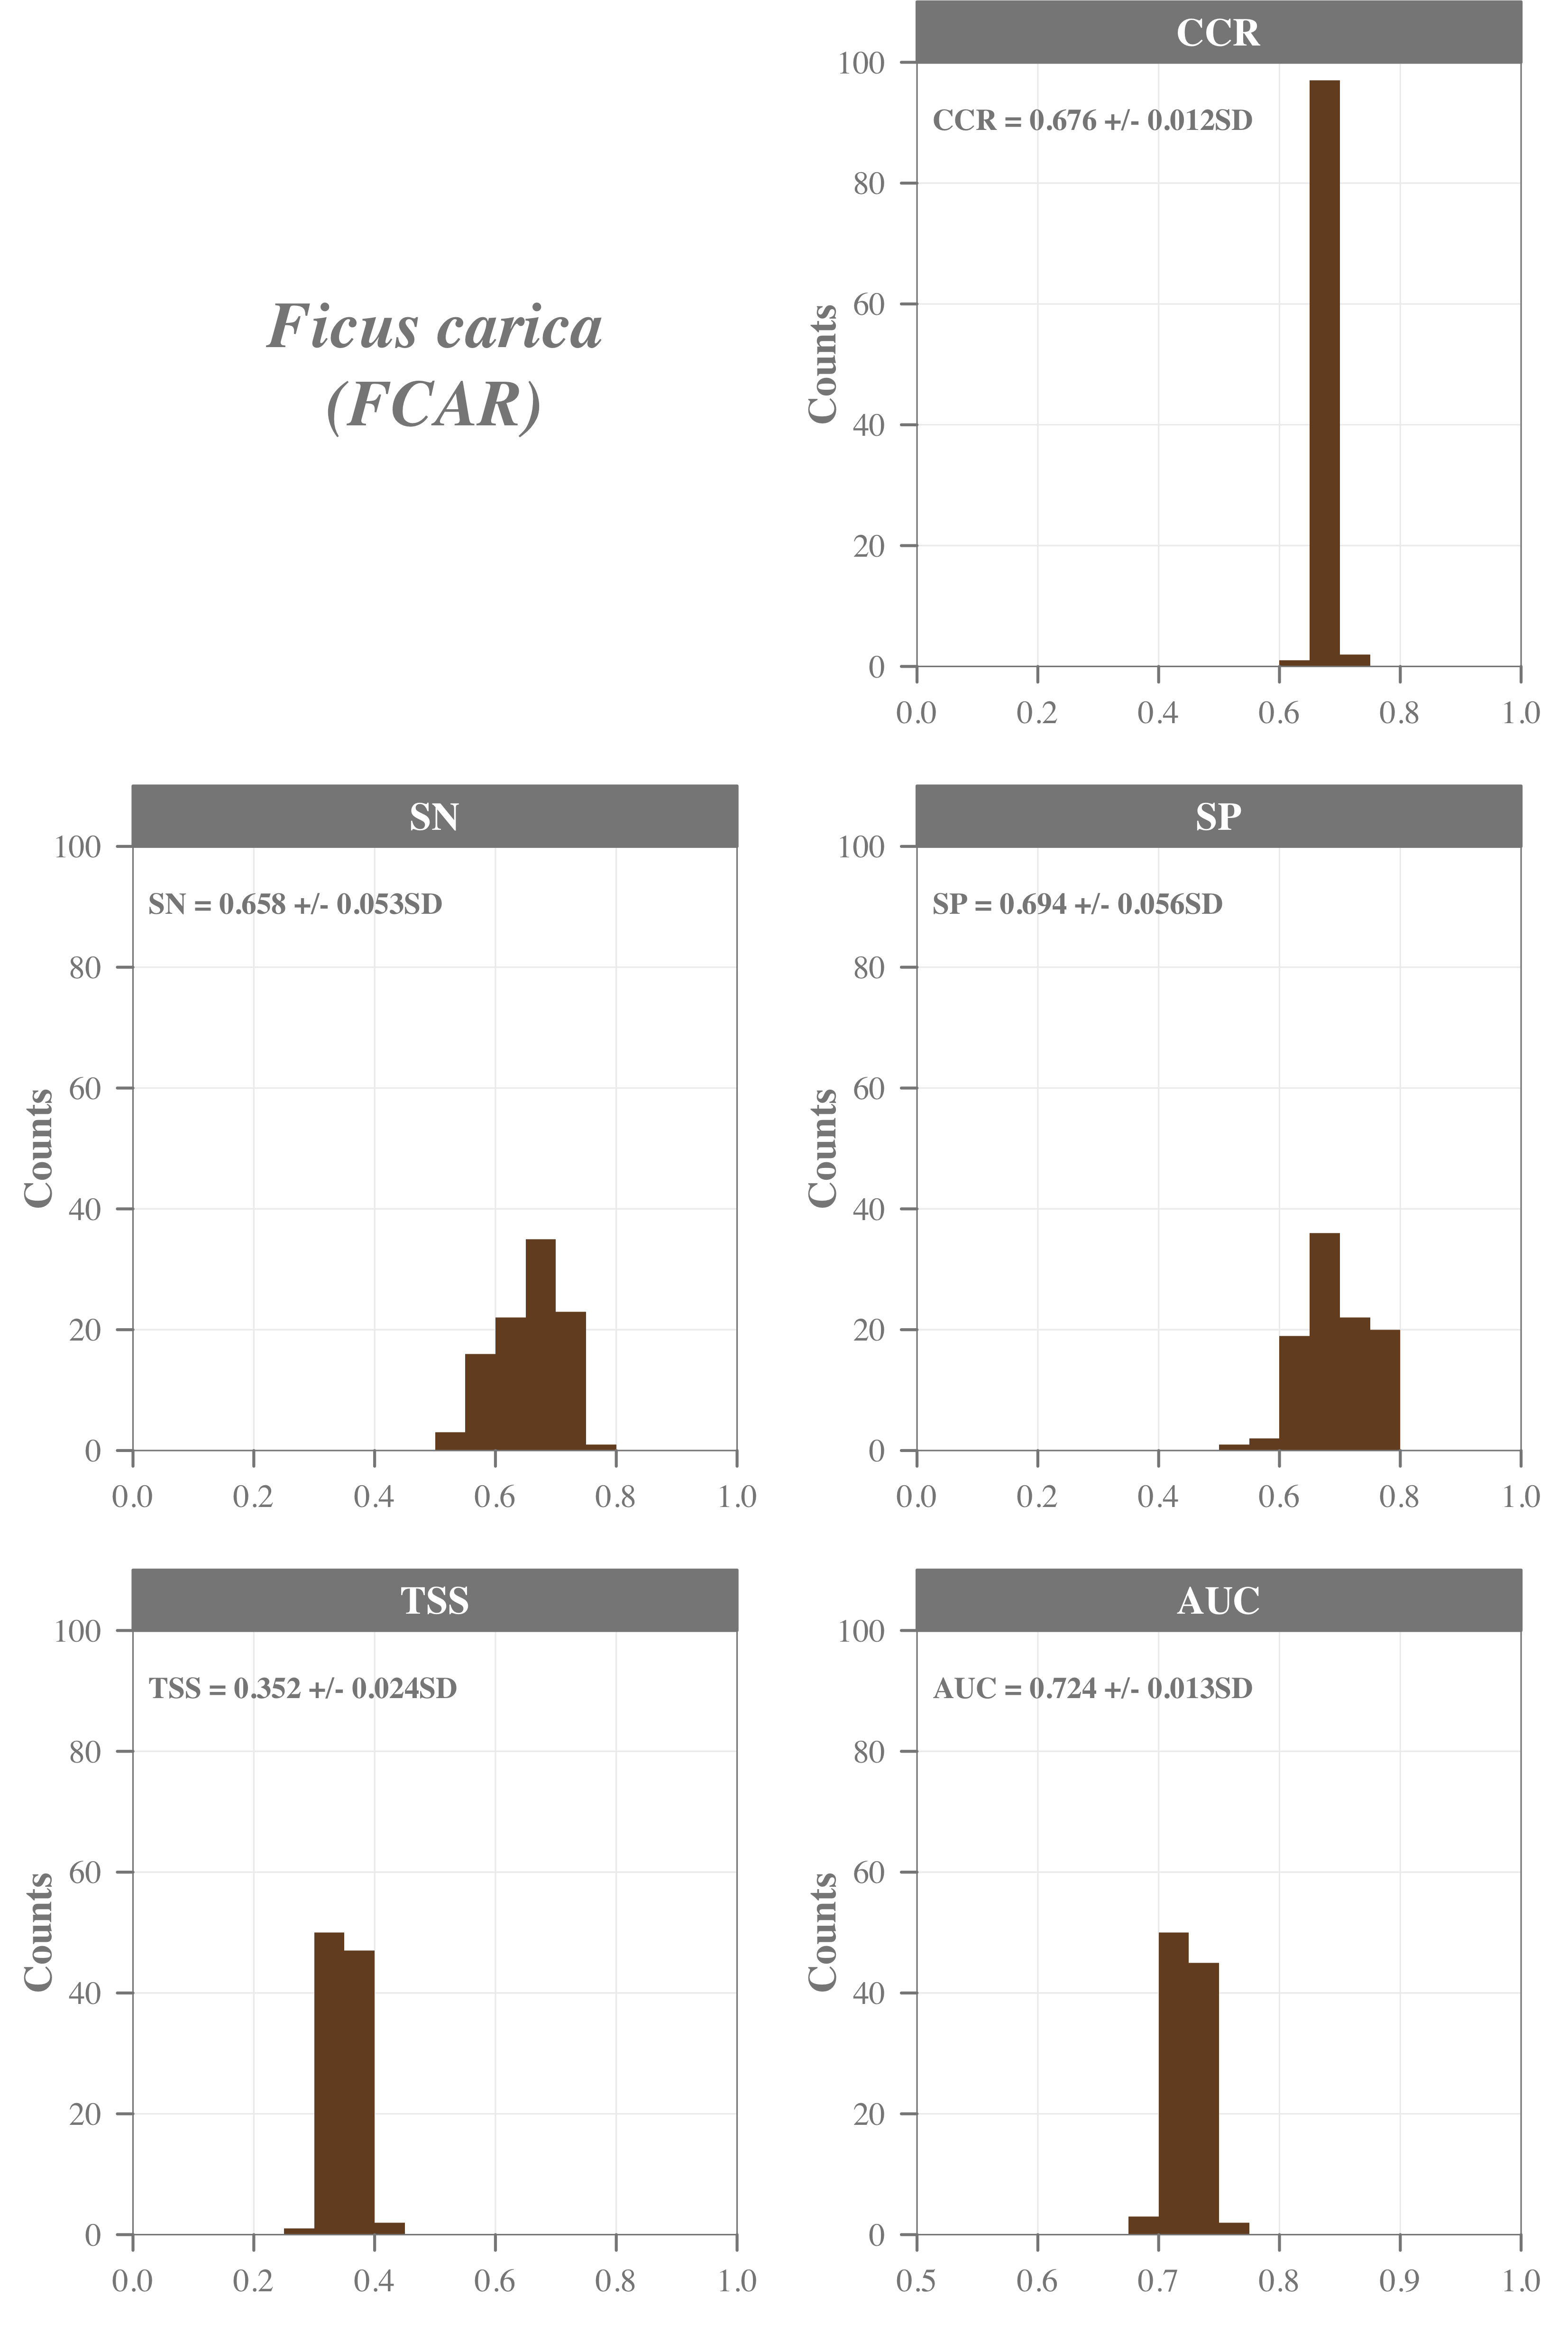 Ficus carica
(FCAR)
CCR
CCR = 0.676 +/- 0.012SD
Counts
100
80
60
40
20
0
0.0 0.2 0.4 0.6 0.8 1.0
SN
SN = 0.658 +/- 0.053SD
Counts
100
80
60
40
20
0
0.0 0.2 0.4 0.6 0.8 1.0
SP
SP = 0.694 +/- 0.056SD
Counts
100
80
60
40
20
0
0.0 0.2 0.4 0.6 0.8 1.0
TSS
TSS = 0.352 +/- 0.024SD
Counts
100
80
60
40
20
0
0.0 0.2 0.4 0.6 0.8 1.0
AUC
AUC = 0.724 +/- 0.013SD
Counts
100
80
60
40
20
0
0.5 0.6 0.7 0.8 0.9 1.0